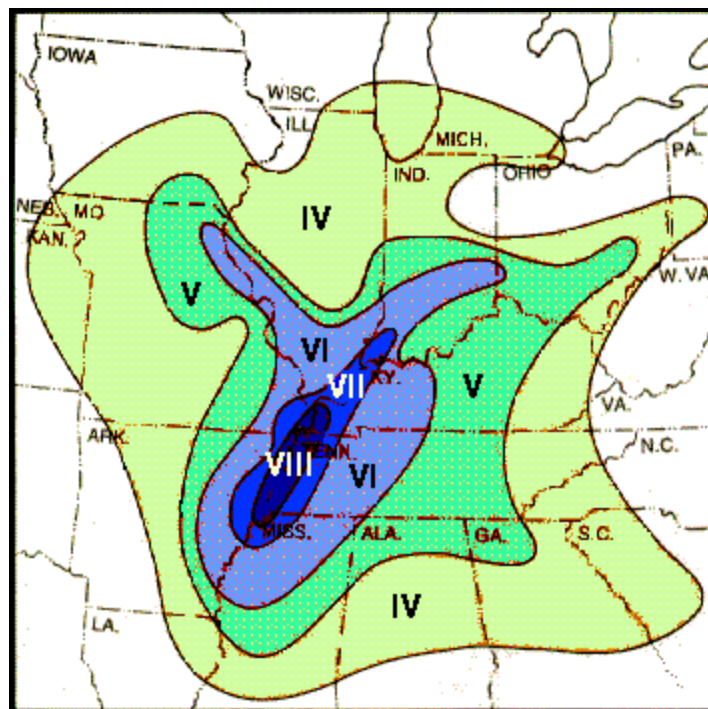 IOWA
WISC.
ILL.
MICH.
PA.
IND.
OHIO
NEB.
MO.
KAN.
IV
W. VA.
V
VI
VII
KY.
V
VA.
ARK.
N.C.
VIII
TENN.
VI
MISS.
ALA.
GA.
S.C.
IV
LA.